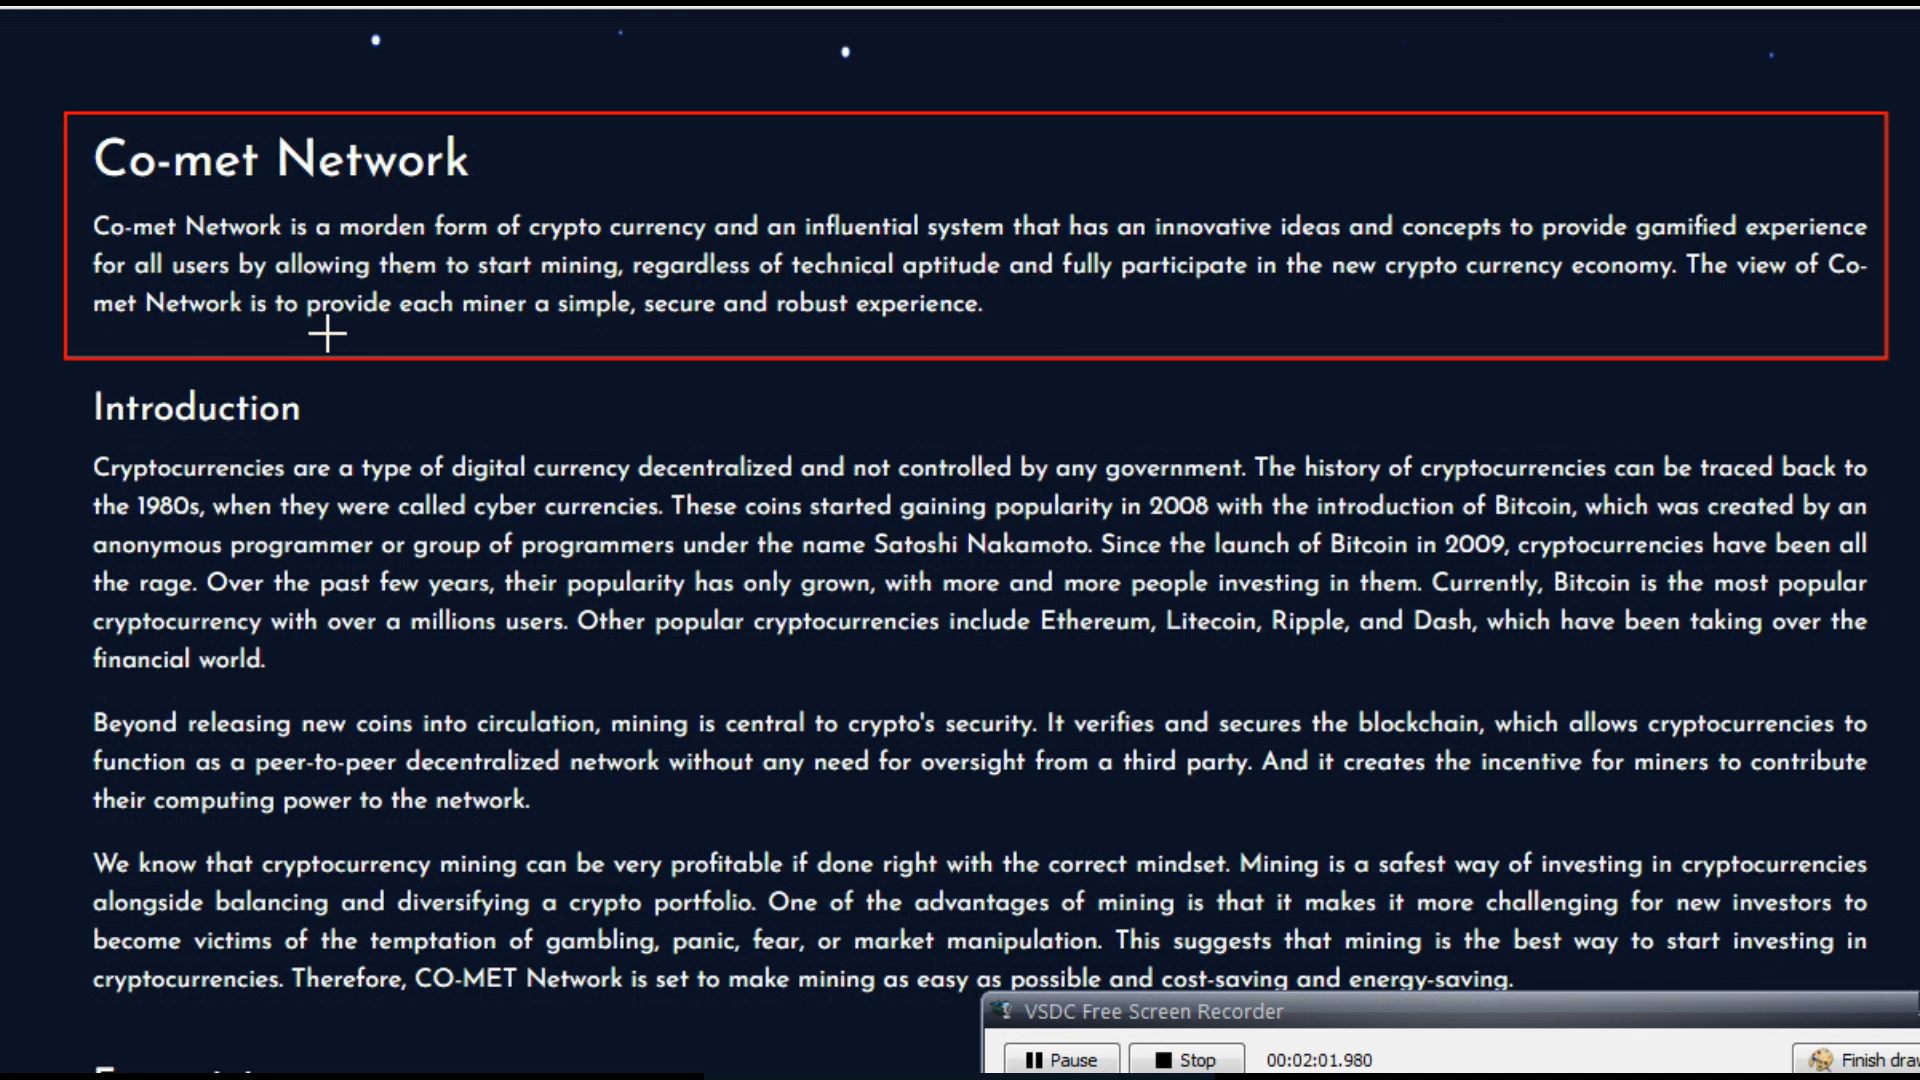 Co-met Network
Co-met Network is a morden form of crypto currency and an influential system that has an innovative ideas and concepts to provide gamified experience
for all users by allowing them to start mining, regardless of technical aptitude and fully participate in the new crypto currency economy. The view of Co-
met Network is to provide each miner a simple, secure and robust experience.
Introduction
Cryptocurrencies are a type of digital currency decentralized and not controlled by any government. The history of cryptocurrencies can be traced back to
the 1980s, when they were called cyber currencies. These coins started gaining popularity in 2008 with the introduction of Bitcoin, which was created by an
anonymous programmer or group of programmers under the name Satoshi Nakamoto. Since the launch of Bitcoin in 2009, cryptocurrencies have been all
the rage. Over the past few years, their popularity has only grown, with more and more people investing in them. Currently, Bitcoin is the most popular
cryptocurrency with over a millions users. Other popular cryptocurrencies include Ethereum, Litecoin, Ripple, and Dash, which have been taking over the
financial world.
Beyond releasing new coins into circulation, mining is central to crypto's security. It verifies and secures the blockchain, which allows cryptocurrencies to
function as a peer-to-peer decentralized network without any need for oversight from a third party. And it creates the incentive for miners to contribute
their computing power to the network.
We know that cryptocurrency mining can be very profitable if done right with the correct mindset. Mining is a safest way of investing in cryptocurrencies
alongside balancing and diversifying a crypto portfolio. One of the advantages of mining is that it makes it more challenging for new investors to
become victims of the temptation of gambling, panic, fear, or market manipulation. This suggests that mining is the best way to start investing in
cryptocurrencies. Therefore, CO-MET Network is set to make mining as easy as possible and cost-saving and energy-saving.
VSDC Free Screen Recorder
Pause Stop 00:02:01.980 Finish